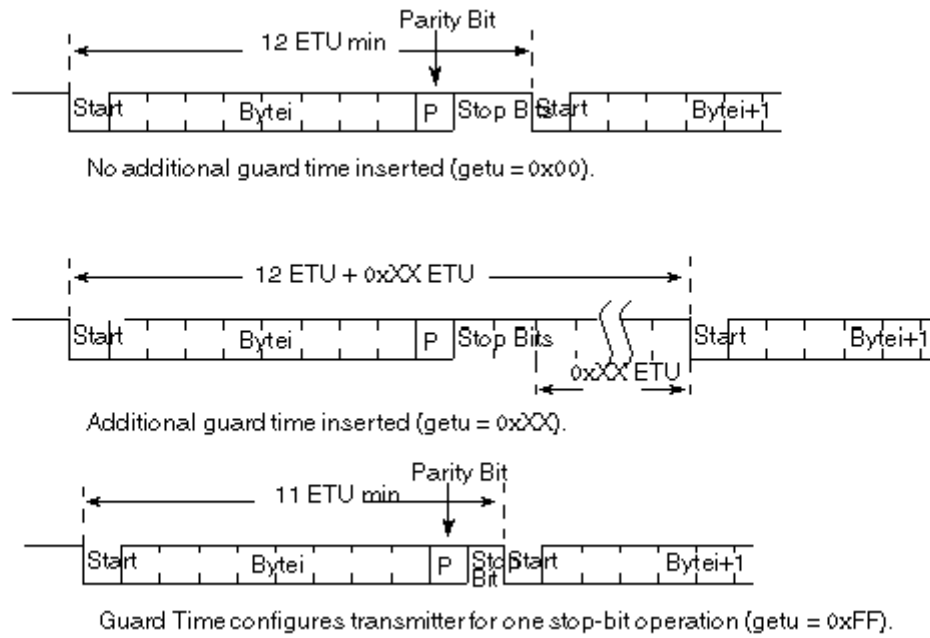 Parity Bit
12 ETU min
Start Bytei P Stop Bits Start Bytei+1
No additional guard time inserted (getu = 0x00).
12 ETU + 0xXX ETU
Start Bytei P Stop Bits Start Bytei+1
0xXX ETU
Additional guard time inserted (getu = 0xXX).
Parity Bit
11 ETU min
Start Bytei P Stop Bit Start Bytei+1
Guard Time configures transmitter for one stop-bit operation (getu = 0xFF).